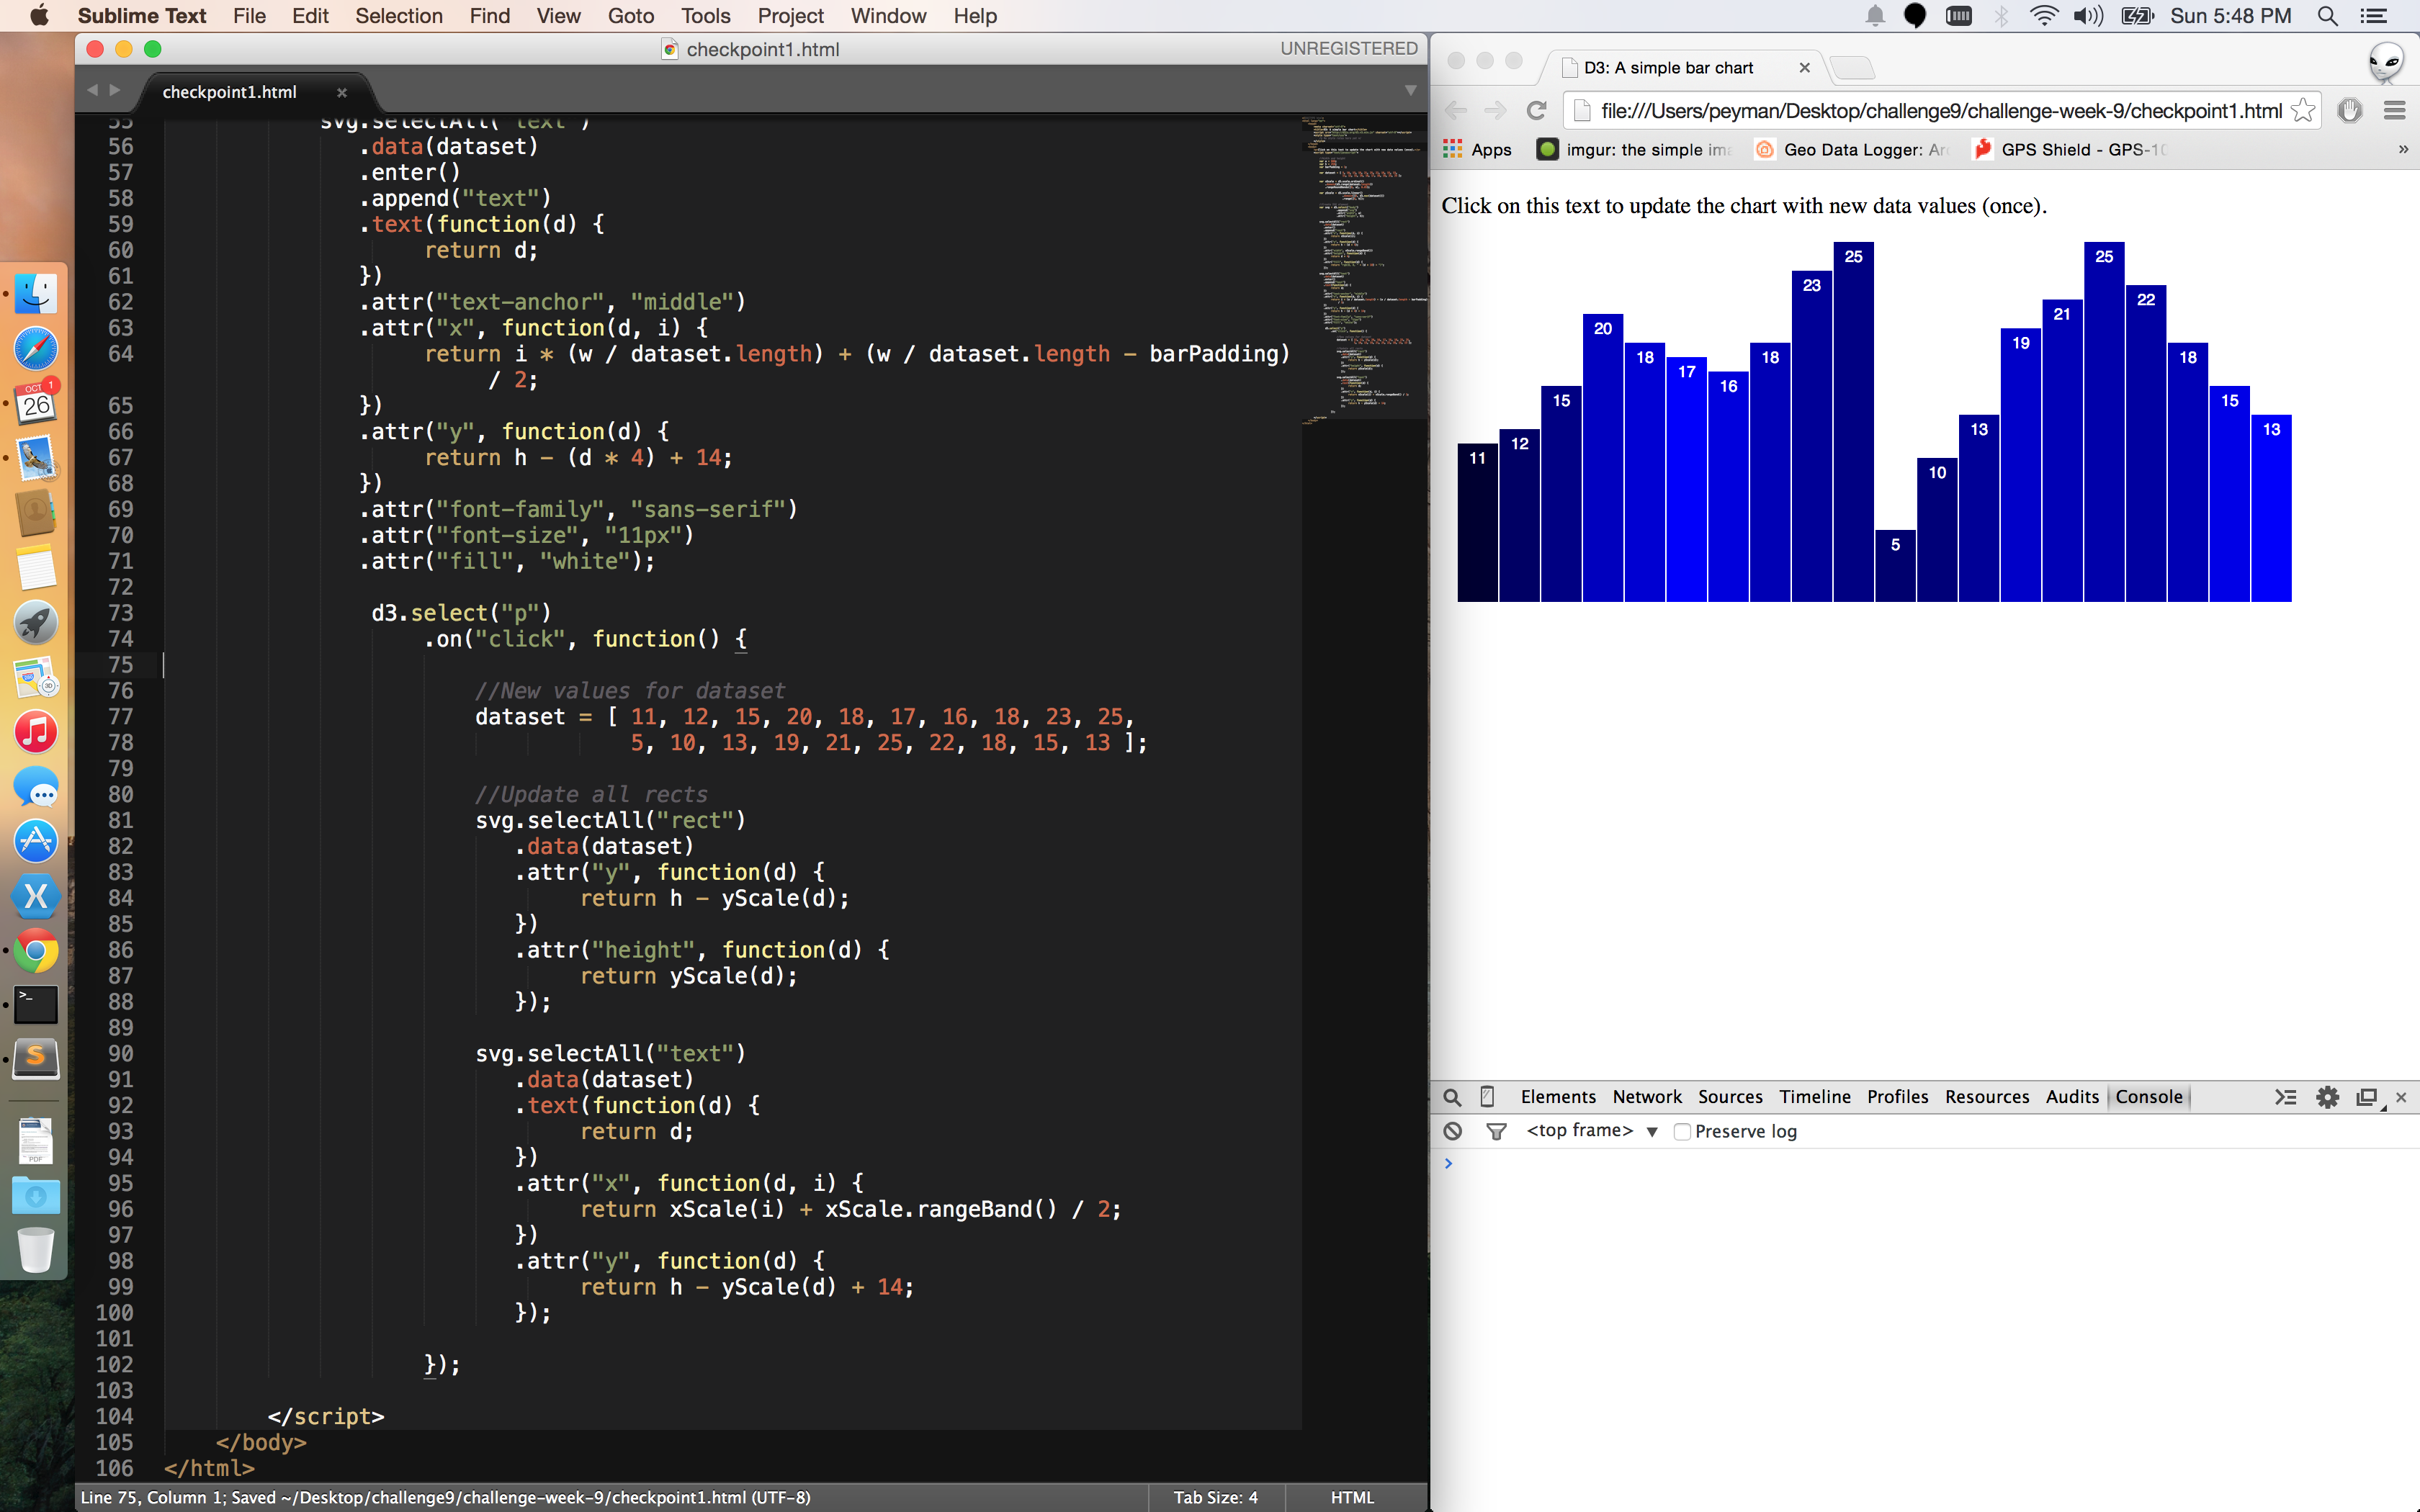 Sublime Text File Edit Selection Find View Goto Tools Project Window Help Sun 5:48 PM
checkpoint1.html UNREGISTERED
checkpoint1.html
55 svg.selectAll("text")
56 .data(dataset)
57 .enter()
58 .append("text")
59 .text(function(d) {
60 return d;
61 })
62 .attr("text-anchor", "middle")
63 .attr("x", function(d, i) {
64 return i * (w / dataset.length) + (w / dataset.length - barPadding)
/ 2;
65 })
66 .attr("y", function(d) {
67 return h - (d * 4) + 14;
68 })
69 .attr("font-family", "sans-serif")
70 .attr("font-size", "11px")
71 .attr("fill", "white");
72
73 d3.select("p")
74 .on("click", function() {
75
76 //New values for dataset
77 dataset = [ 11, 12, 15, 20, 18, 17, 16, 18, 23, 25,
78 5, 10, 13, 19, 21, 25, 22, 18, 15, 13 ];
79
80 //Update all rects
81 svg.selectAll("rect")
82 .data(dataset)
83 .attr("y", function(d) {
84 return h - yScale(d);
85 })
86 .attr("height", function(d) {
87 return yScale(d);
88 });
89
90 svg.selectAll("text")
91 .data(dataset)
92 .text(function(d) {
93 return d;
94 })
95 .attr("x", function(d, i) {
96 return xScale(i) + xScale.rangeBand() / 2;
97 })
98 .attr("y", function(d) {
99 return h - yScale(d) + 14;
100 });
101
102 });
103
104 </script>
105 </body>
106 </html>
Line 75, Column 1; Saved ~/Desktop/challenge9/challenge-week-9/checkpoint1.html (UTF-8) Tab Size: 4 HTML
OCT 1
26
3D
PDF
D3: A simple bar chart
file:///Users/peyman/Desktop/challenge9/challenge-week-9/checkpoint1.html
Apps imgur: the simple ima Geo Data Logger: Ar GPS Shield - GPS-10 »
Click on this text to update the chart with new data values (once).
11 12 15 20 18 17 16 18 23 25 5 10 13 19 21 25 22 18 15 13
Elements Network Sources Timeline Profiles Resources Audits Console
<top frame> Preserve log